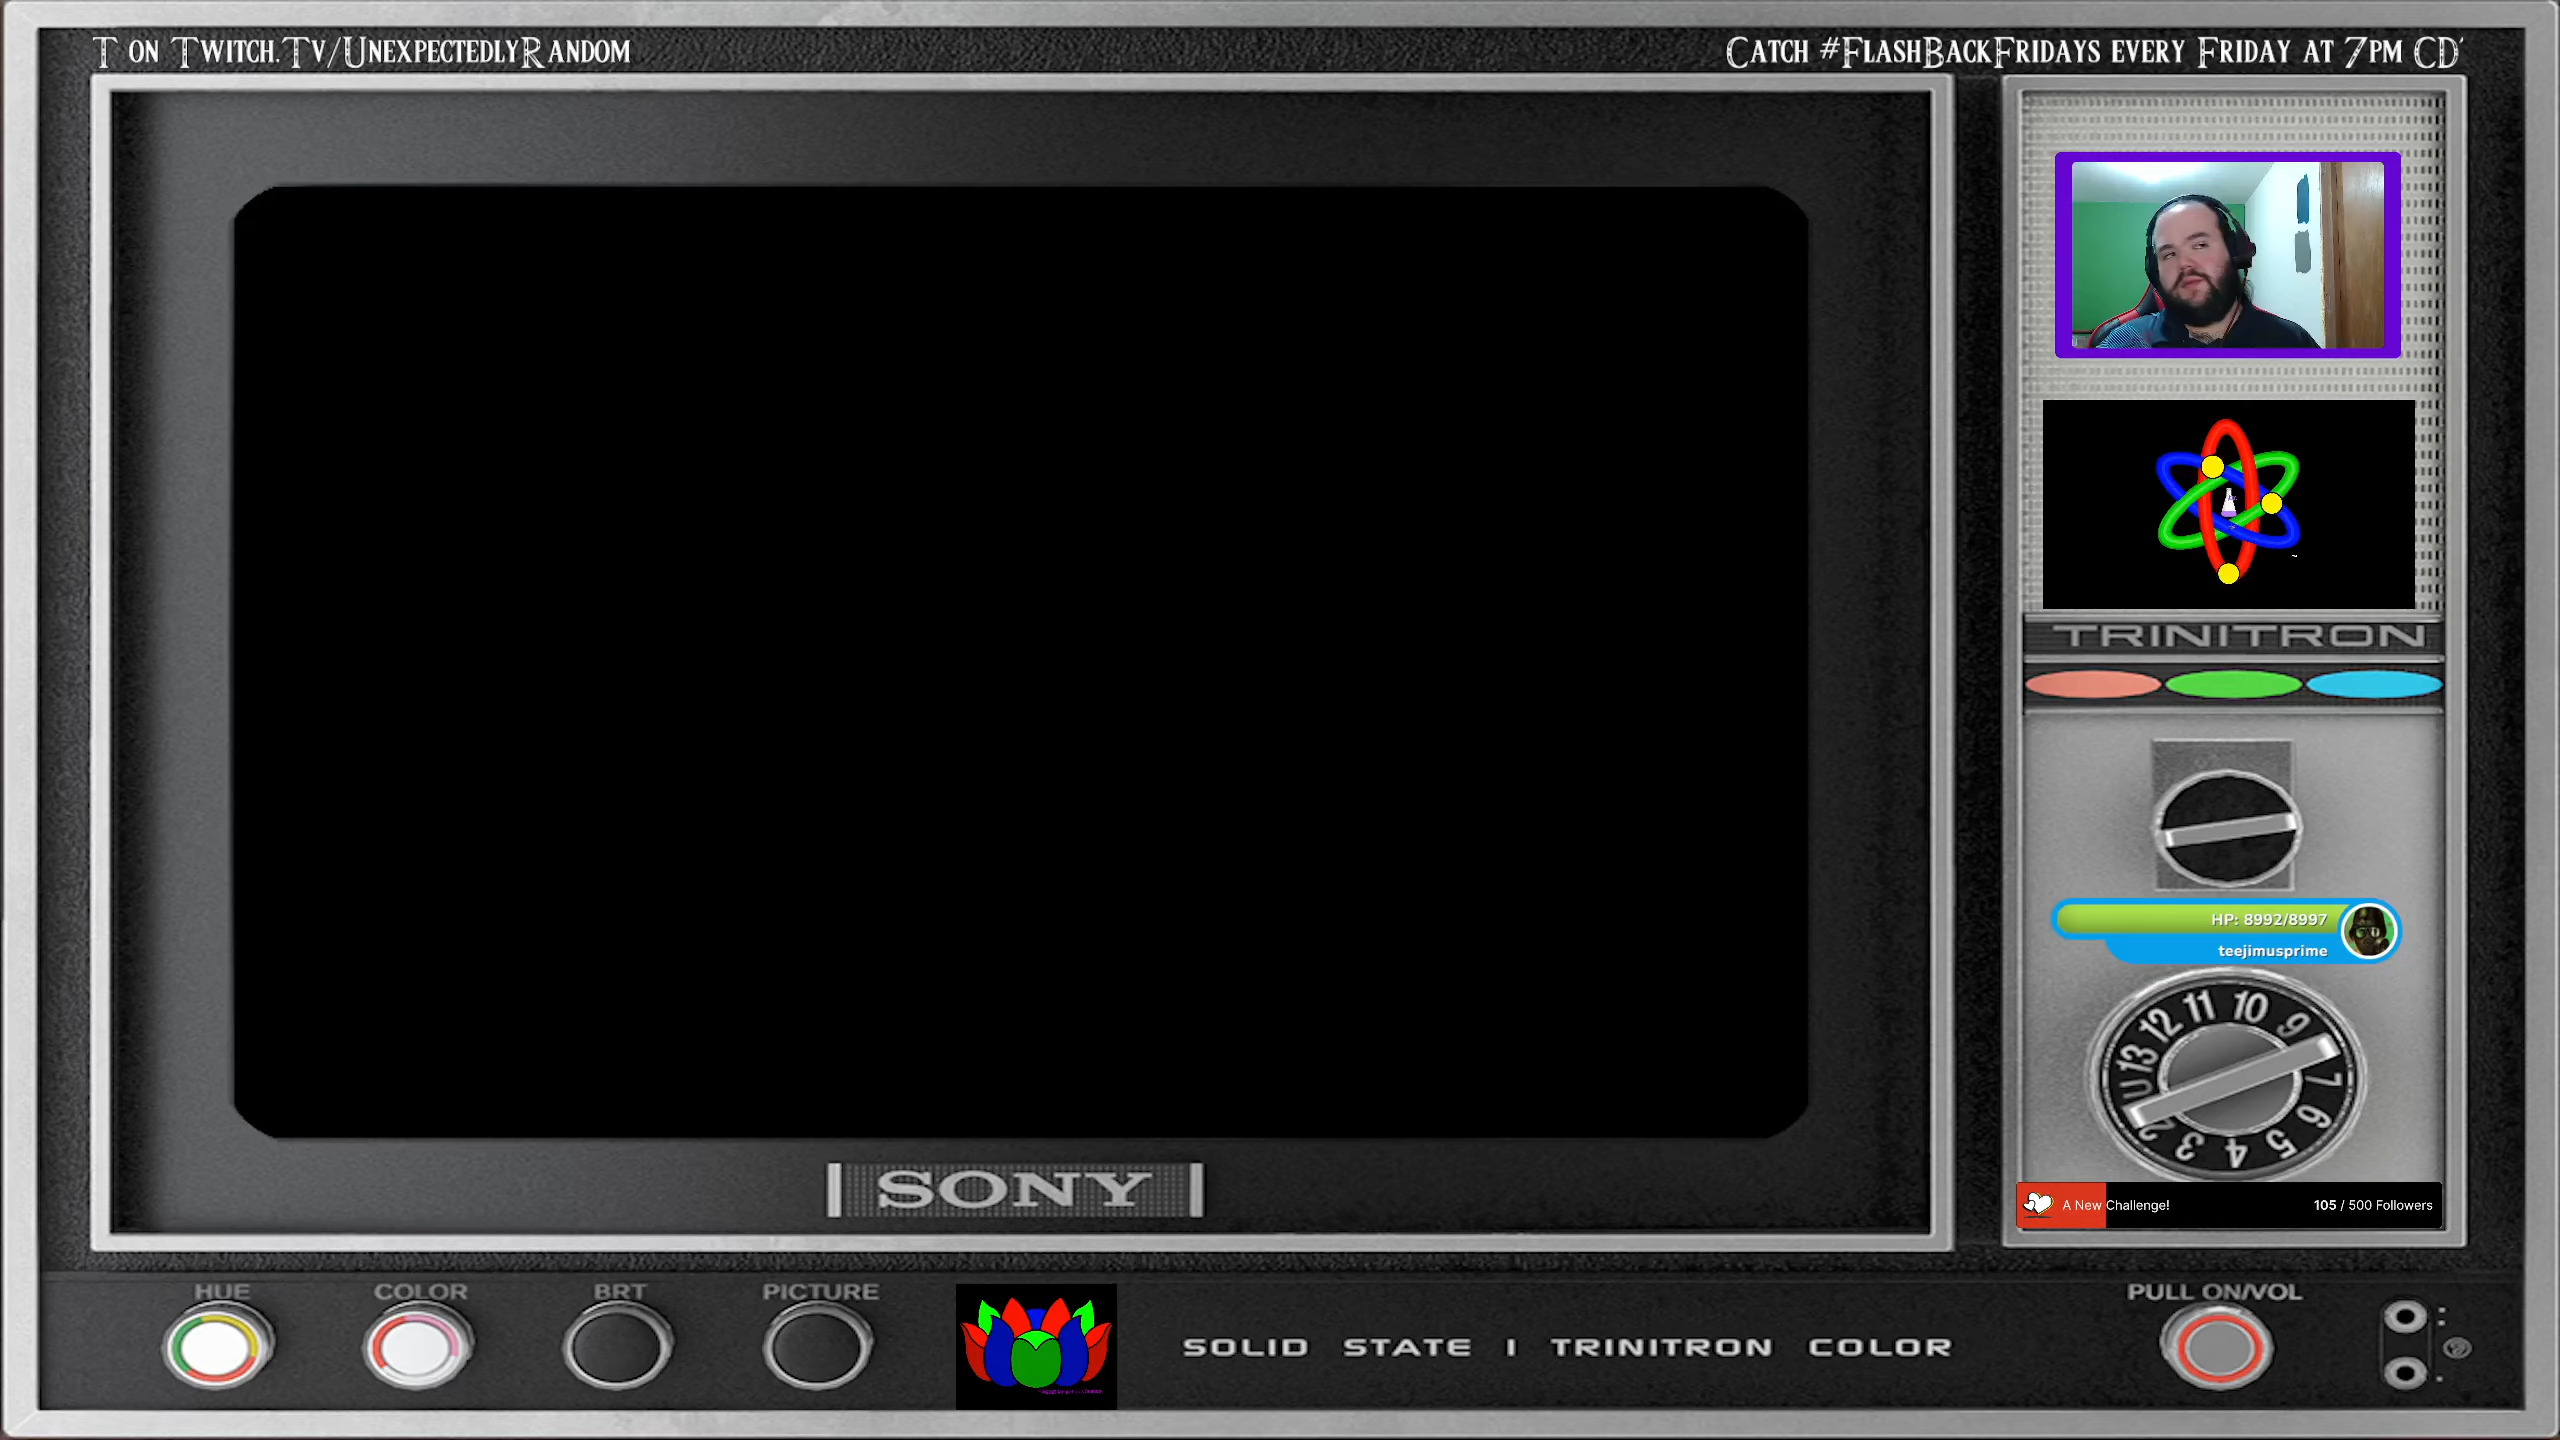 T on Twitch.Tv/UnexpectedlyRandom
Catch #FlashBackFridays every Friday at 7pm CD
TRINITRON
HP: 8992/8997
teejimusprime
11 10 9 7 6 5 4 3 2 U 13 12
A New Challenge!
105 / 500 Followers
SONY
HUE
COLOR
BRT
PICTURE
SOLID STATE | TRINITRON COLOR
PULL ON/VOL